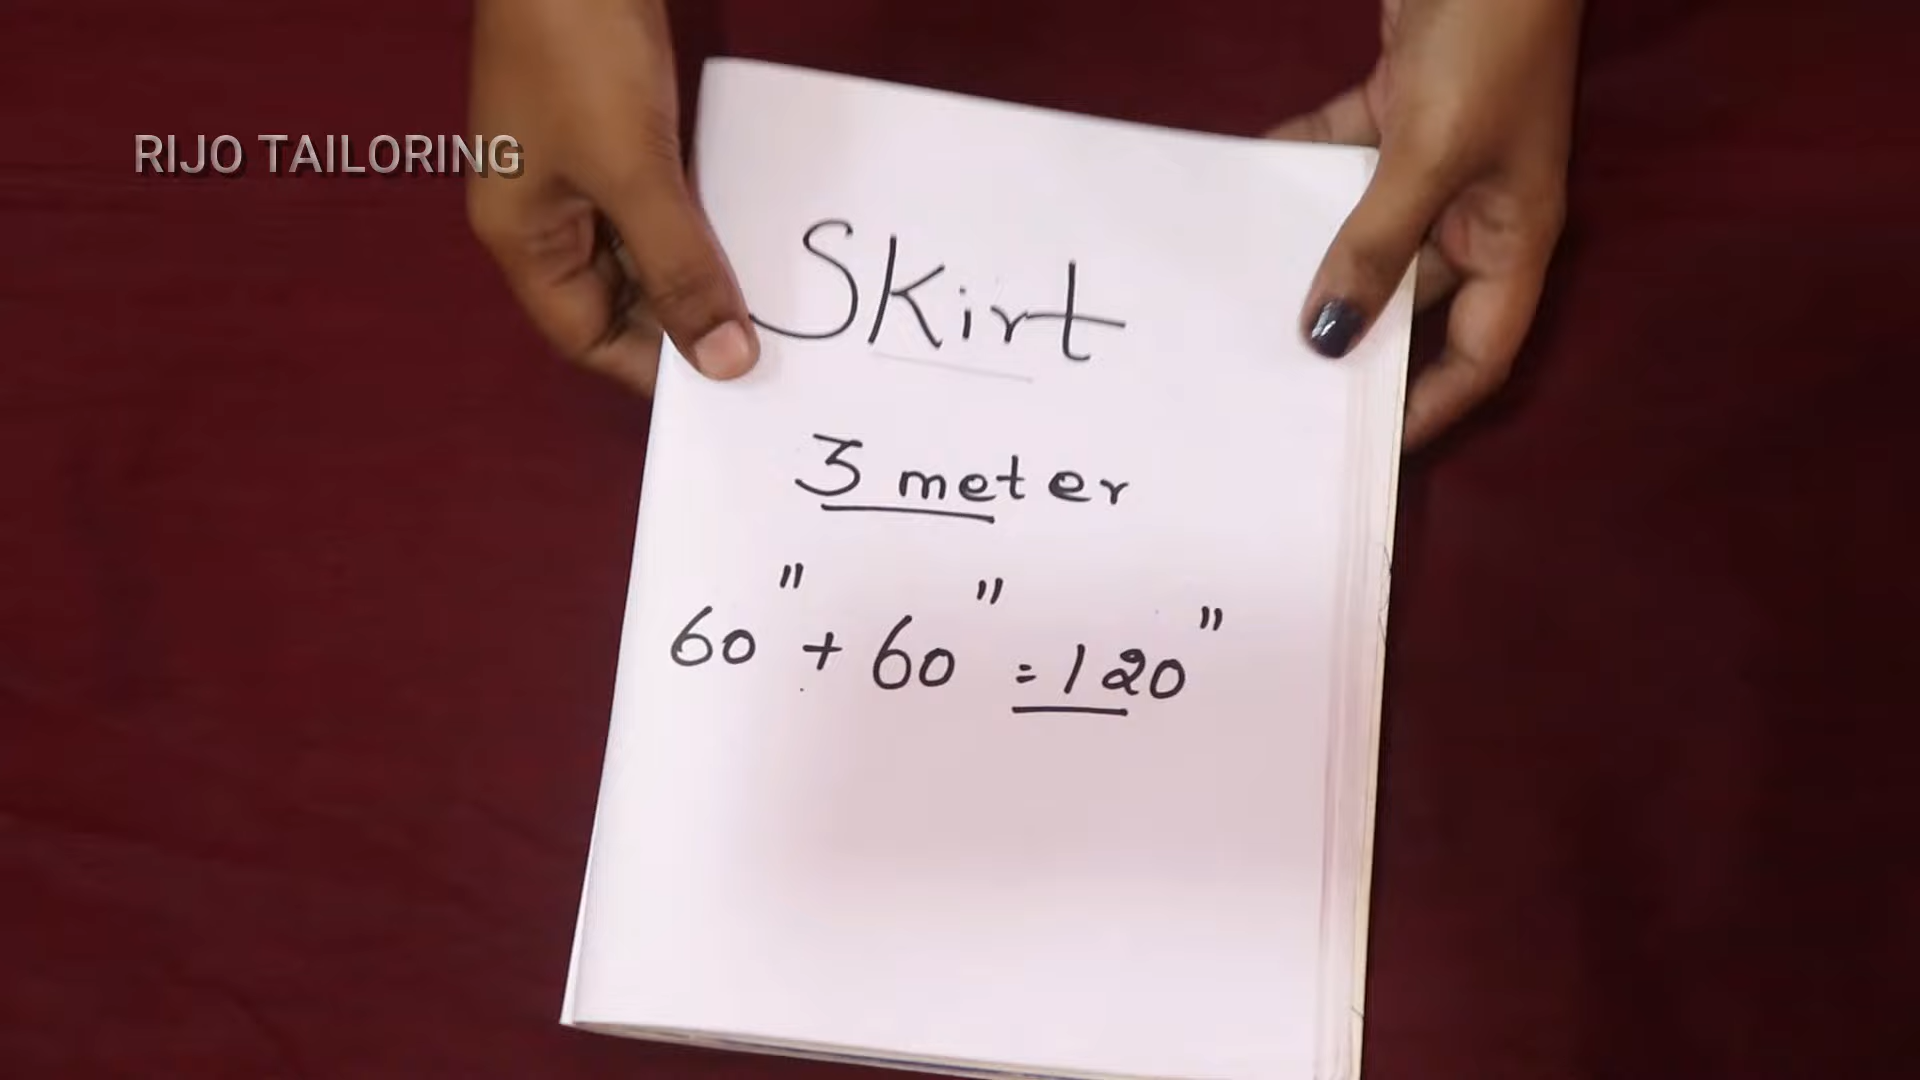 RIJO TAILORING
Skirt
3 meter
60" + 60" = 120"